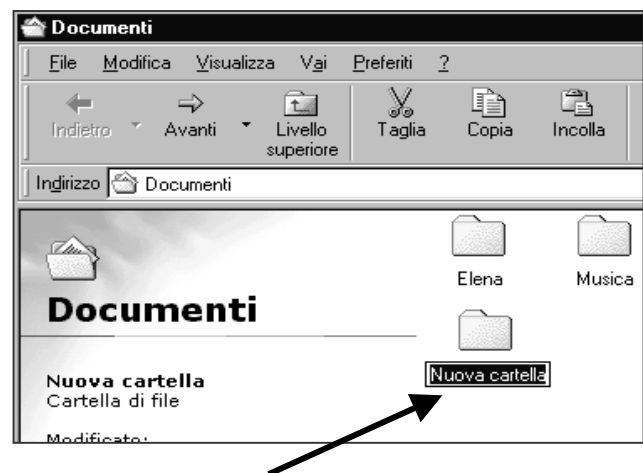 Documenti
File Modifica Visualizza Vai Preferiti ?
Indietro Avanti Livello superiore Taglia Copia Incolla
Indirizzo Documenti
Elena Musica
Documenti
Nuova cartella
Nuova cartella
Cartella di file
Modificato: